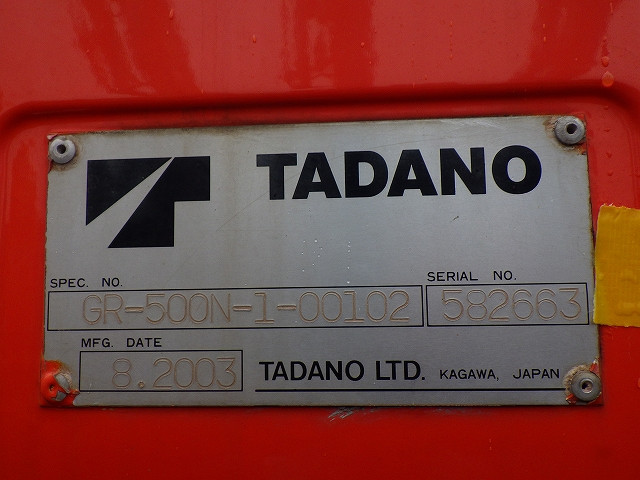 TADANO
SPEC. NO.
GR-500N-1-00102
SERIAL NO.
582663
MFG. DATE
8.2003
TADANO LTD. KAGAWA, JAPAN